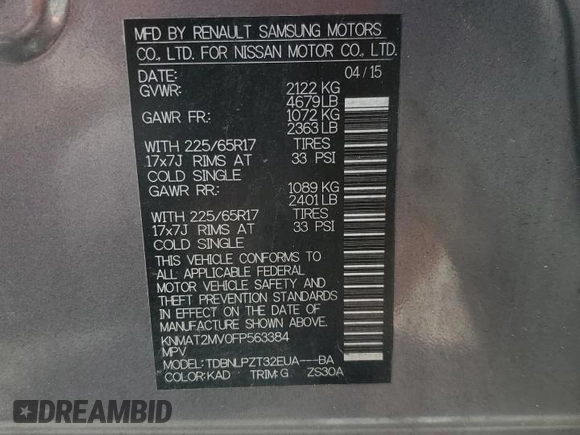 MFD BY RENAULT SAMSUNG MOTORS
CO., LTD. FOR NISSAN MOTOR CO., LTD.
DATE: 04/15
GVWR: 2122 KG
4679 LB
GAWR FR.: 1072 KG
2363 LB
WITH 225/65R17 TIRES
17x7J RIMS AT 33 PSI
COLD SINGLE
GAWR RR.: 1089 KG
2401 LB
WITH 225/65R17 TIRES
17x7J RIMS AT 33 PSI
COLD SINGLE
THIS VEHICLE CONFORMS TO
ALL APPLICABLE FEDERAL
MOTOR VEHICLE SAFETY AND
THEFT PREVENTION STANDARDS
IN EFFECT ON THE DATE OF
MANUFACTURE SHOWN ABOVE.
KNMAT2MV0FP563384
MPV
MODEL: TDBNLPZT32EUA---BA
COLOR: KAD TRIM: G ZS30A
DREAMBID